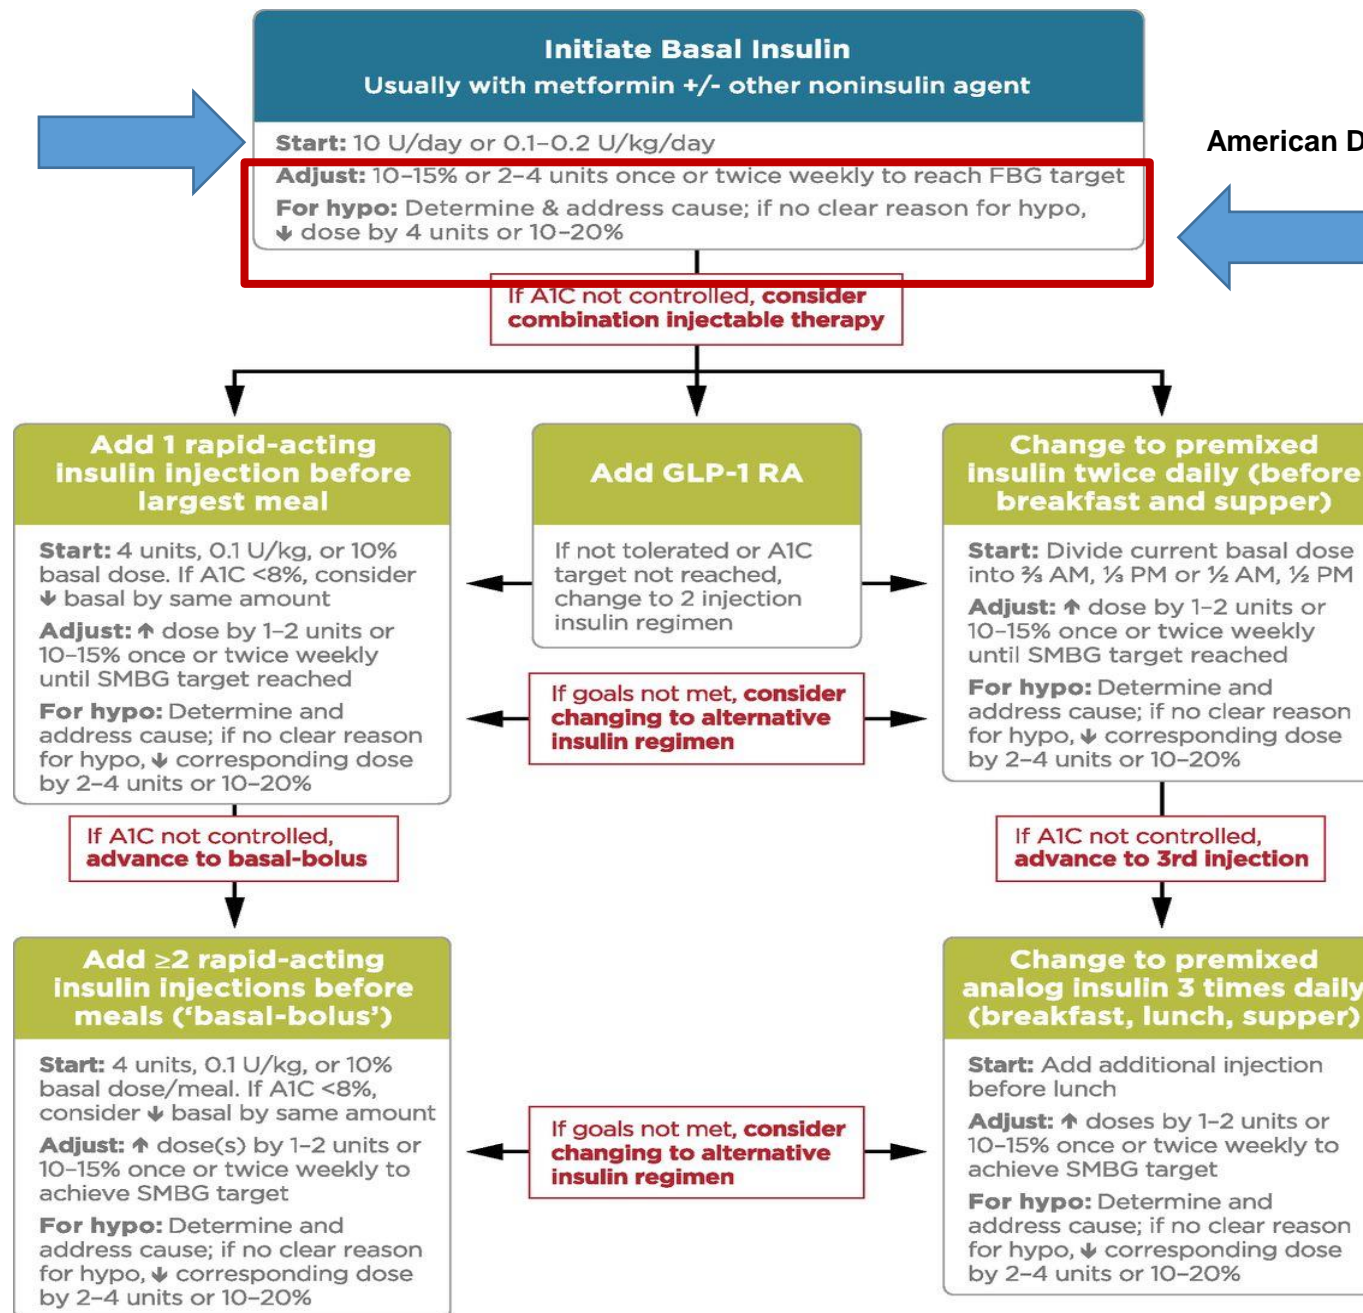 Initiate Basal Insulin
Usually with metformin +/- other noninsulin agent
Start: 10 U/day or 0.1–0.2 U/kg/day
Adjust: 10–15% or 2–4 units once or twice weekly to reach FBG target
For hypo: Determine & address cause; if no clear reason for hypo,
↓ dose by 4 units or 10–20%
American D
If A1C not controlled, consider
combination injectable therapy
Add 1 rapid-acting
insulin injection before
largest meal
Start: 4 units, 0.1 U/kg, or 10%
basal dose. If A1C <8%, consider
↓ basal by same amount
Adjust: ↑ dose by 1–2 units or
10–15% once or twice weekly
until SMBG target reached
For hypo: Determine and
address cause; if no clear reason
for hypo, ↓ corresponding dose
by 2–4 units or 10–20%
Add GLP-1 RA
If not tolerated or A1C
target not reached,
change to 2 injection
insulin regimen
Change to premixed
insulin twice daily (before
breakfast and supper)
Start: Divide current basal dose
into ⅔ AM, ⅓ PM or ½ AM, ½ PM
Adjust: ↑ dose by 1–2 units or
10–15% once or twice weekly
until SMBG target reached
For hypo: Determine and
address cause; if no clear reason
for hypo, ↓ corresponding dose
by 2–4 units or 10–20%
If goals not met, consider
changing to alternative
insulin regimen
If A1C not controlled,
advance to basal-bolus
If A1C not controlled,
advance to 3rd injection
Add ≥2 rapid-acting
insulin injections before
meals (‘basal-bolus’)
Start: 4 units, 0.1 U/kg, or 10%
basal dose/meal. If A1C <8%,
consider ↓ basal by same amount
Adjust: ↑ dose(s) by 1–2 units or
10–15% once or twice weekly to
achieve SMBG target
For hypo: Determine and
address cause; if no clear reason
for hypo, ↓ corresponding dose
by 2–4 units or 10–20%
If goals not met, consider
changing to alternative
insulin regimen
Change to premixed
analog insulin 3 times daily
(breakfast, lunch, supper)
Start: Add additional injection
before lunch
Adjust: ↑ doses by 1–2 units or
10–15% once or twice weekly to
achieve SMBG target
For hypo: Determine and
address cause; if no clear reason
for hypo, ↓ corresponding dose
by 2–4 units or 10–20%